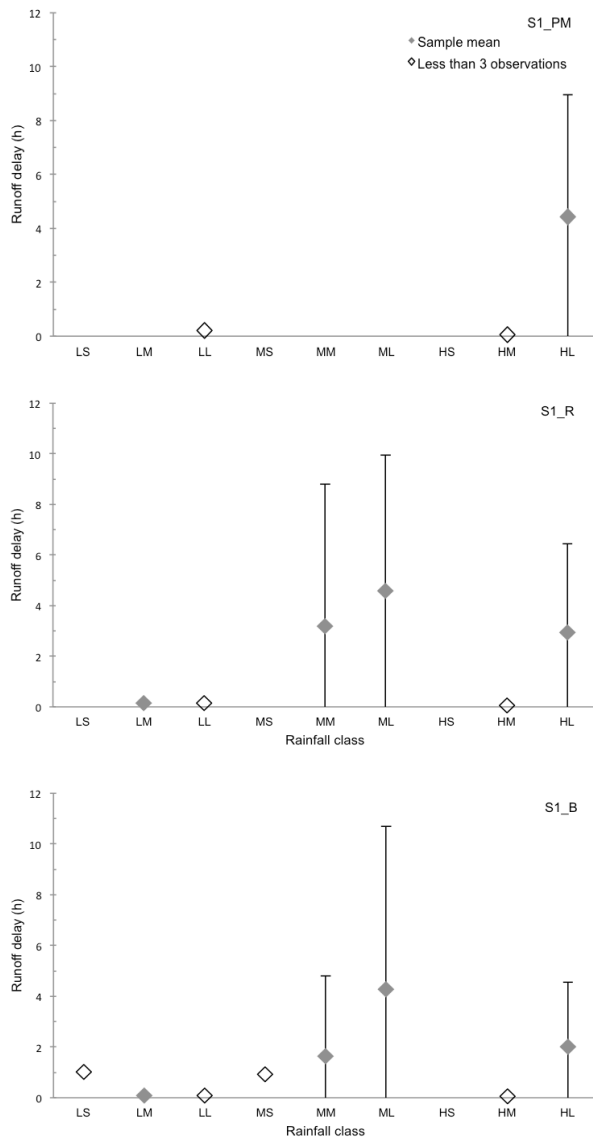 S1_PM
Sample mean
Less than 3 observations
Runoff delay (h)
12
10
8
6
4
2
0
LS LM LL MS MM ML HS HM HL
S1_R
Runoff delay (h)
12
10
8
6
4
2
0
LS LM LL MS MM ML HS HM HL
Rainfall class
S1_B
Runoff delay (h)
12
10
8
6
4
2
0
LS LM LL MS MM ML HS HM HL
Rainfall class